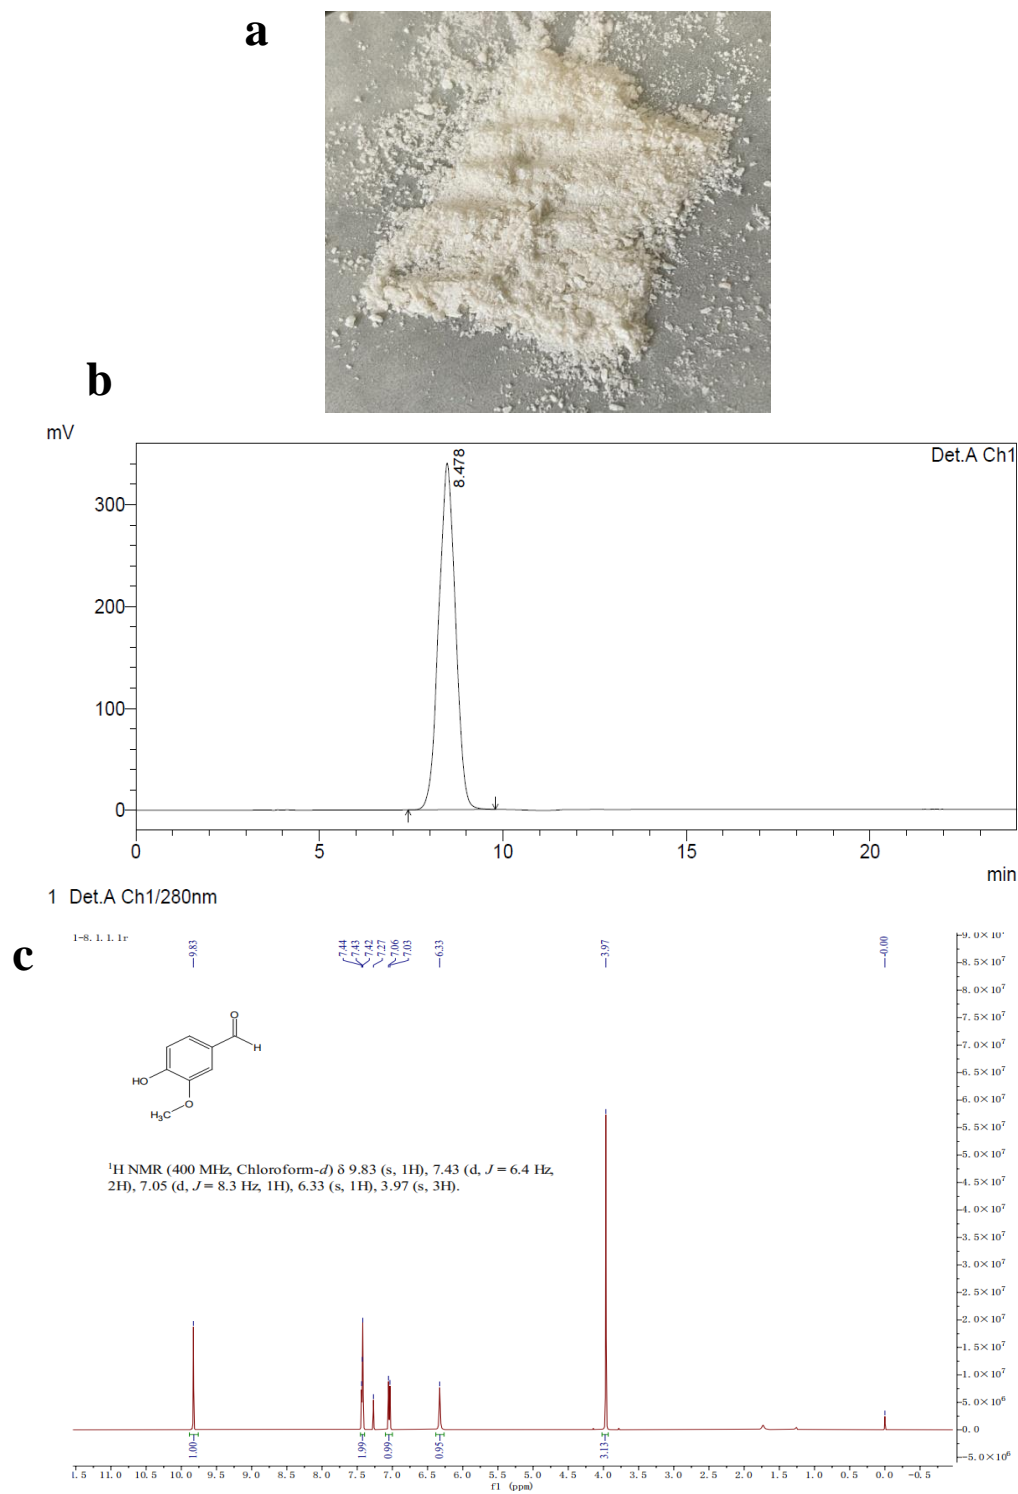 a
b
mV
Det.A Ch1
8.478
300
200
100
0
0 5 10 15 20
min
1 Det.A Ch1/280nm
c
1-8.1.1.1r
9.83
7.44
7.43
7.42
7.27
7.06
7.03
6.33
3.97
-0.00
O
H
HO
O
H₃C
¹H NMR (400 MHz, Chloroform-d) δ 9.83 (s, 1H), 7.43 (d, J = 6.4 Hz,
2H), 7.05 (d, J = 8.3 Hz, 1H), 6.33 (s, 1H), 3.97 (s, 3H).
8.5×10⁷
8.0×10⁷
7.5×10⁷
7.0×10⁷
6.5×10⁷
6.0×10⁷
5.5×10⁷
5.0×10⁷
4.5×10⁷
4.0×10⁷
3.5×10⁷
3.0×10⁷
2.5×10⁷
2.0×10⁷
1.5×10⁷
1.0×10⁷
5.0×10⁶
0.0
-5.0×10⁶
1.00
1.99
0.99
0.95
3.13
11.0 10.5 10.0 9.5 9.0 8.5 8.0 7.5 7.0 6.5 6.0 5.5 5.0 4.5 4.0 3.5 3.0 2.5 2.0 1.5 1.0 0.5 0.0 -0.5
f1 (ppm)